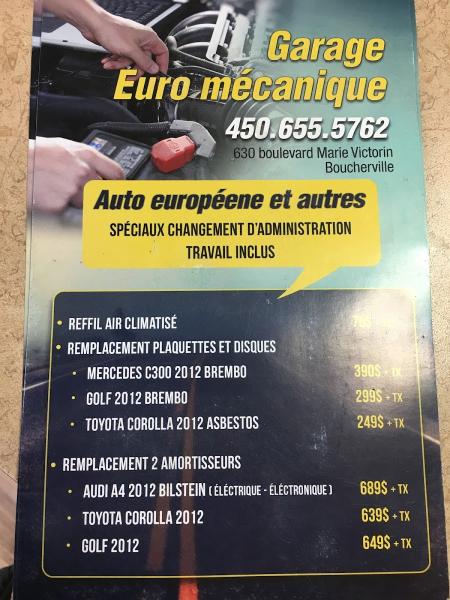 Garage
Euro mécanique
450.655.5762
630 boulevard Marie Victorin
Boucherville
Auto européene et autres
SPÉCIAUX CHANGEMENT D'ADMINISTRATION
TRAVAIL INCLUS
• REFFIL AIR CLIMATISÉ
• REMPLACEMENT PLAQUETTES ET DISQUES
• MERCEDES C300 2012 BREMBO 390$ + TX
• GOLF 2012 BREMBO 299$ + TX
• TOYOTA COROLLA 2012 ASBESTOS 249$ + TX
• REMPLACEMENT 2 AMORTISSEURS
• AUDI A4 2012 BILSTEIN ( ÉLÉCTRIQUE - ÉLÉCTRONIQUE ) 689$ + TX
• TOYOTA COROLLA 2012 639$ + TX
• GOLF 2012 649$ + TX